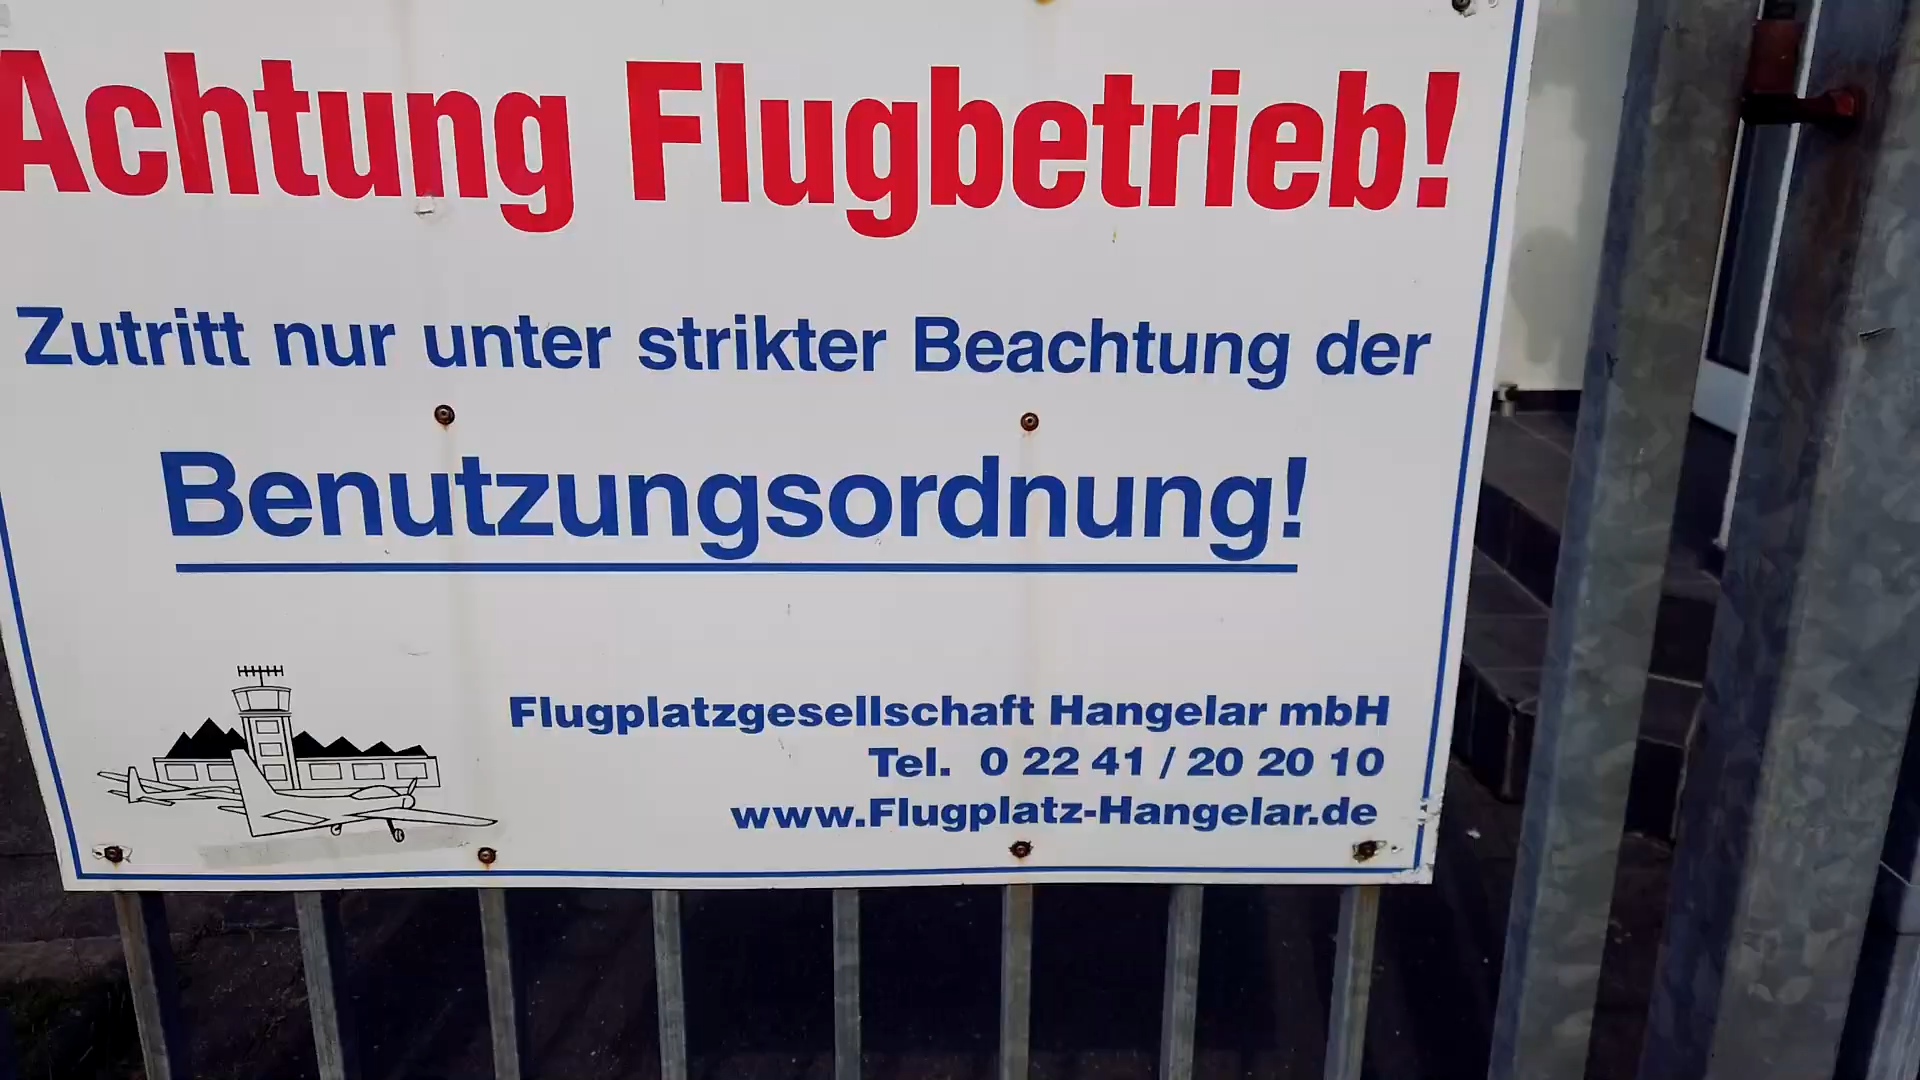 Achtung Flugbetrieb!
Zutritt nur unter strikter Beachtung der
Benutzungsordnung!
Flugplatzgesellschaft Hangelar mbH
Tel. 0 22 41 / 20 20 10
www.Flugplatz-Hangelar.de